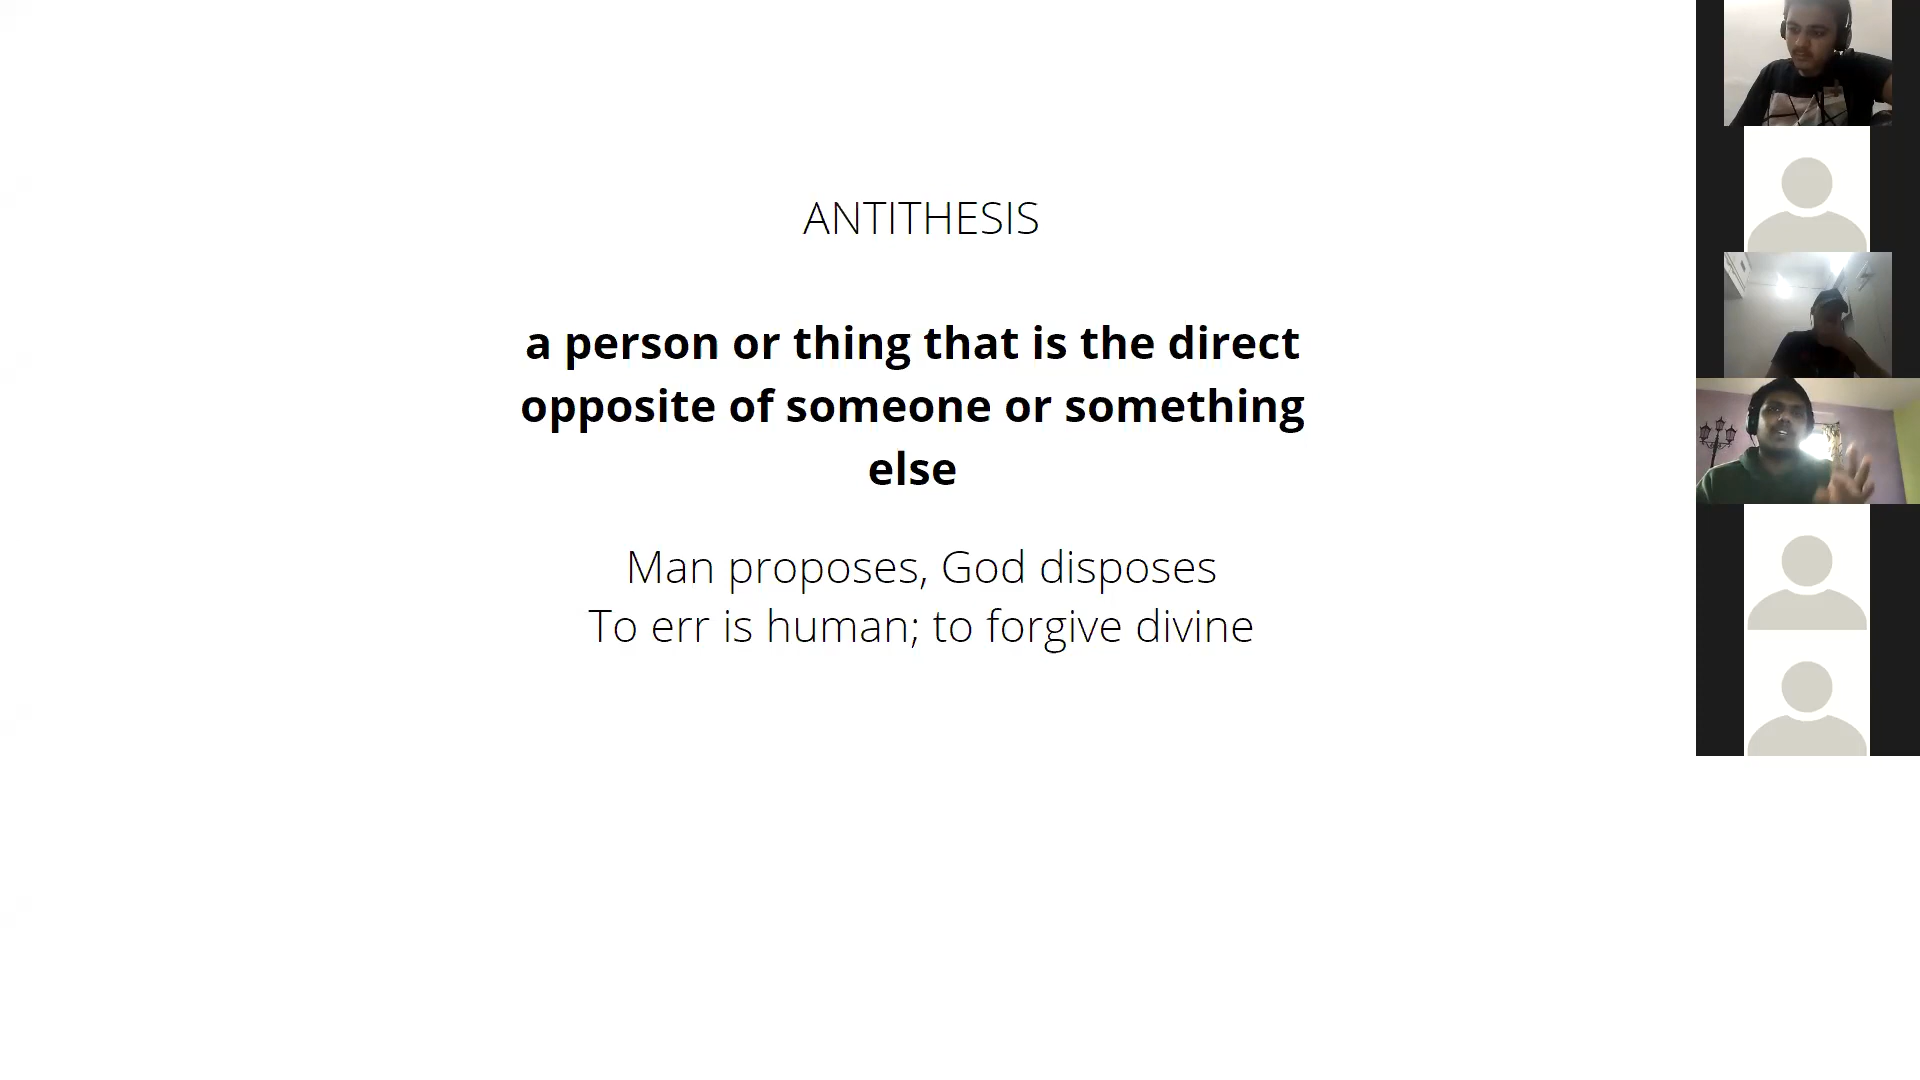 ANTITHESIS
a person or thing that is the direct
opposite of someone or something
else
Man proposes, God disposes
To err is human; to forgive divine